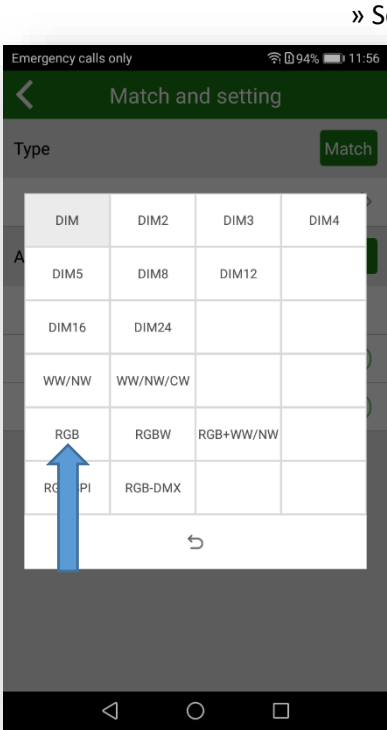 » S
Emergency calls only 94% 11:56
Match and setting
Type Match
DIM DIM2 DIM3 DIM4
A
DIM5 DIM8 DIM12
DIM16 DIM24
WW/NW WW/NW/CW
RGB RGBW RGB+WW/NW
RGB-DMX